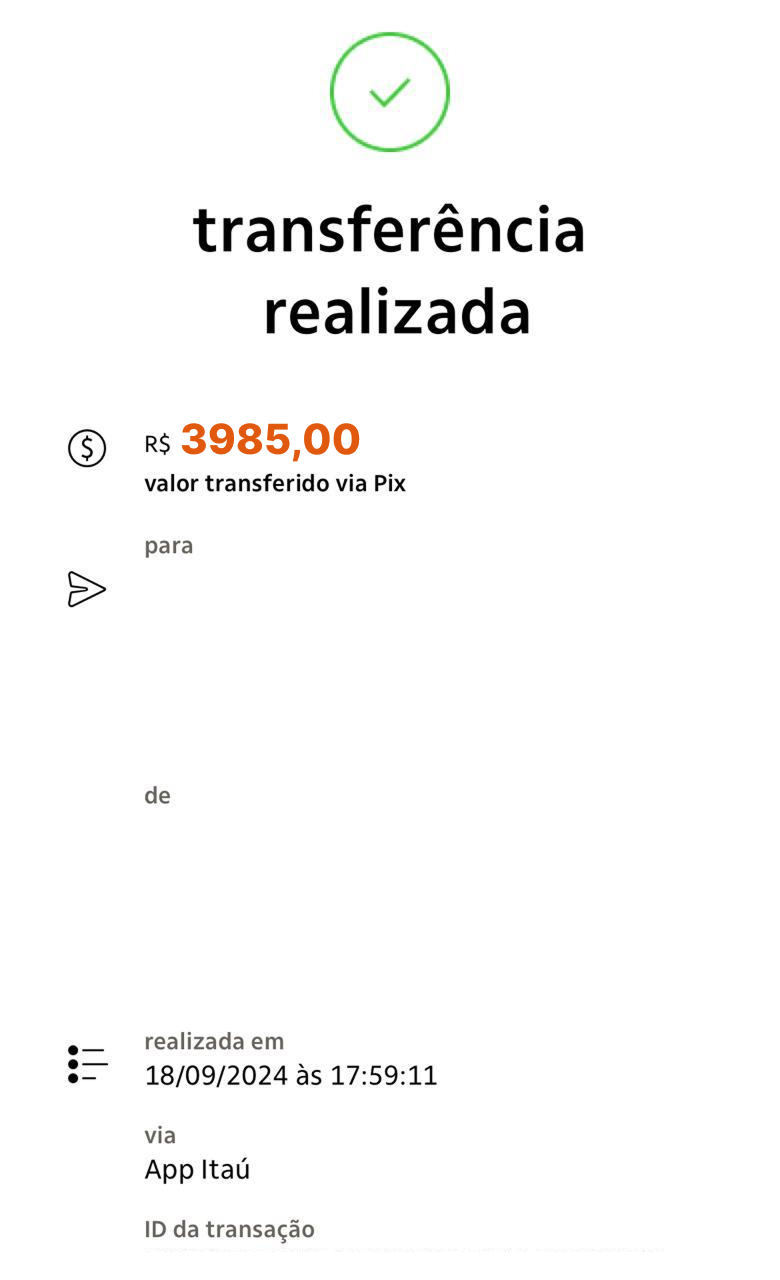 transferência
realizada
R$ 3985,00
valor transferido via Pix
para
de
realizada em
18/09/2024 às 17:59:11
via
App Itaú
ID da transação